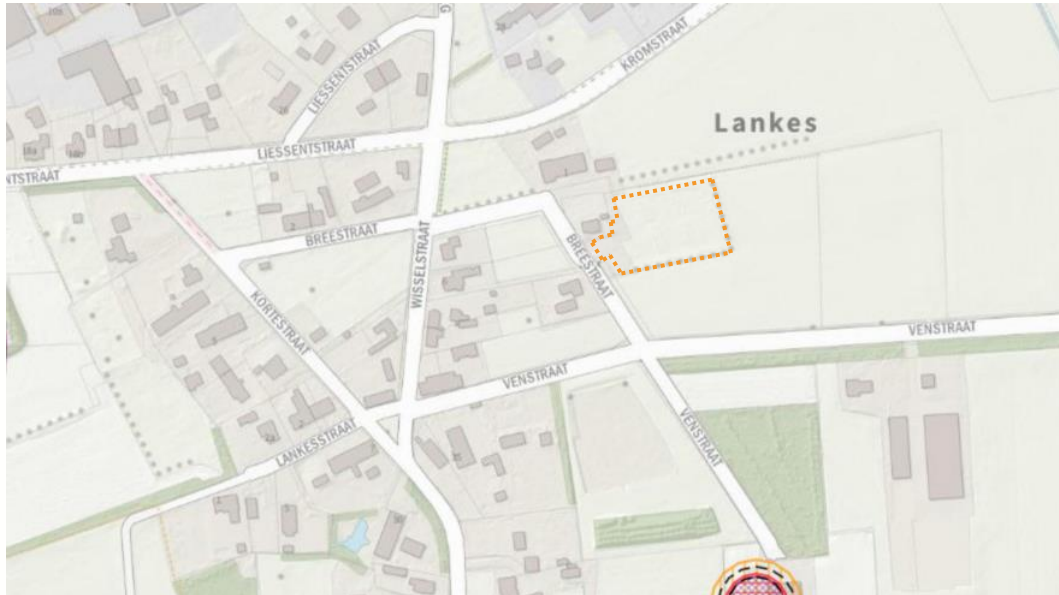 LIESSENTSTRAAT
KROMSTRAAT
Lankes
LIESSENTSTRAAT
NTSTRAAT
BREESTRAAT
BREESTRAAT
WISSELSTRAAT
KORTESTRAAT
VENSTRAAT
VENSTRAAT
VENSTRAAT
LANKESSTRAAT